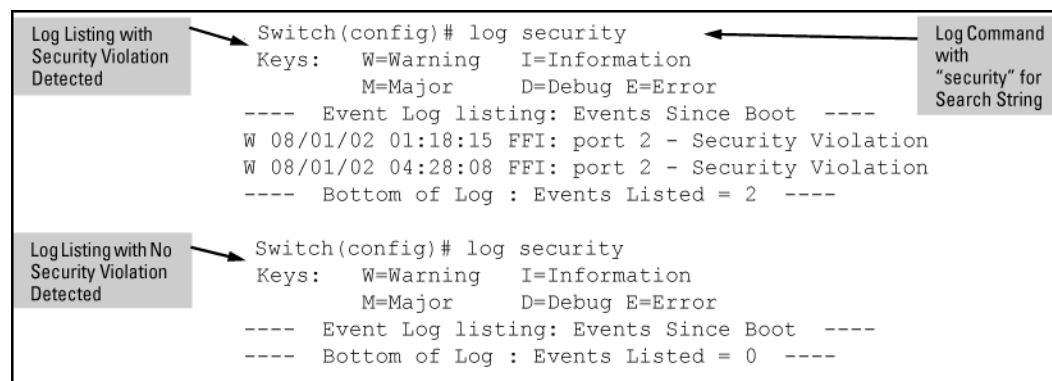 Log Listing with
Security Violation
Detected
Switch(config)# log security
Log Command
with
“security” for
Search String
Keys: W=Warning I=Information
M=Major D=Debug E=Error
---- Event Log listing: Events Since Boot ----
W 08/01/02 01:18:15 FFI: port 2 - Security Violation
W 08/01/02 04:28:08 FFI: port 2 - Security Violation
---- Bottom of Log : Events Listed = 2 ----
Log Listing with No
Security Violation
Detected
Switch(config)# log security
Keys: W=Warning I=Information
M=Major D=Debug E=Error
---- Event Log listing: Events Since Boot ----
---- Bottom of Log : Events Listed = 0 ----